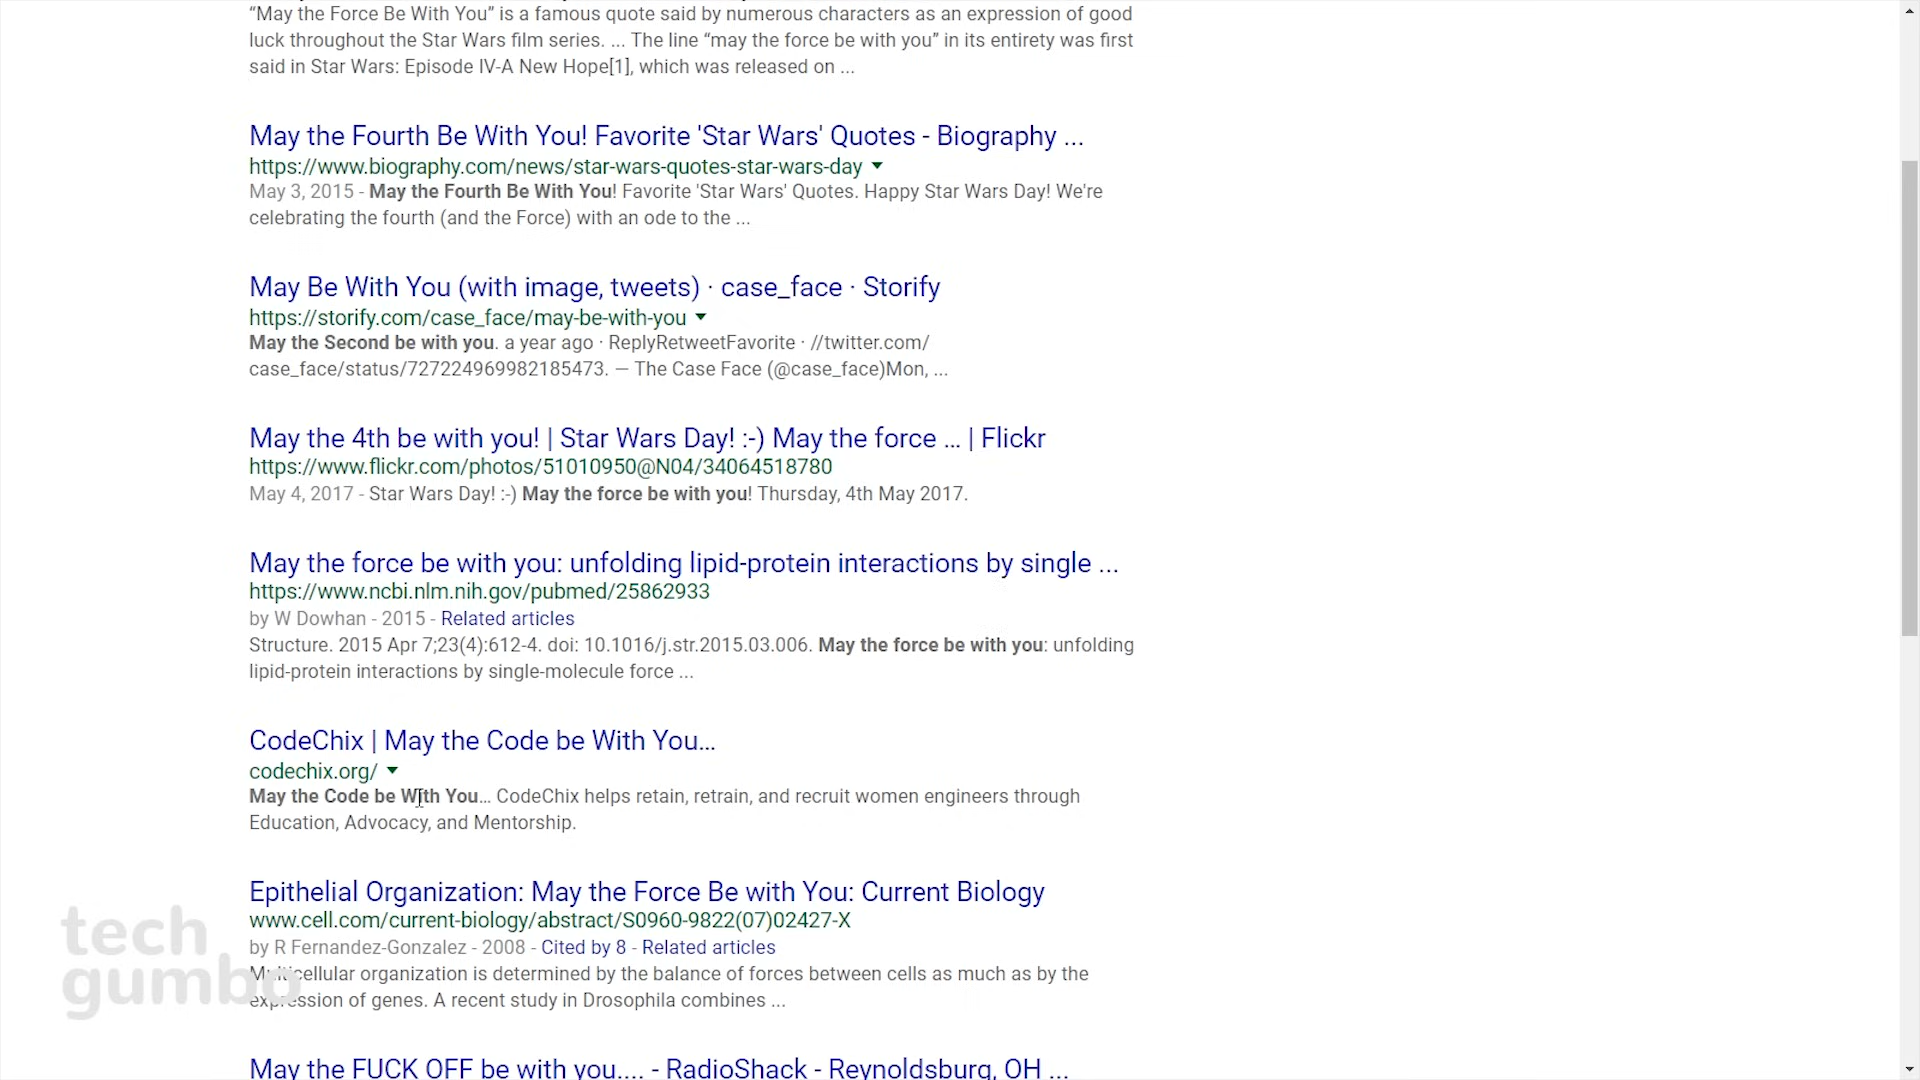 “May the Force Be With You” is a famous quote said by numerous characters as an expression of good
luck throughout the Star Wars film series. ... The line “may the force be with you” in its entirety was first
said in Star Wars: Episode IV-A New Hope[1], which was released on ...
May the Fourth Be With You! Favorite 'Star Wars' Quotes - Biography ...
https://www.biography.com/news/star-wars-quotes-star-wars-day
May 3, 2015 - May the Fourth Be With You! Favorite 'Star Wars' Quotes. Happy Star Wars Day! We're
celebrating the fourth (and the Force) with an ode to the ...
May Be With You (with image, tweets) · case_face · Storify
https://storify.com/case_face/may-be-with-you
May the Second be with you. a year ago · ReplyRetweetFavorite · //twitter.com/
case_face/status/727224969982185473. — The Case Face (@case_face)Mon, ...
May the 4th be with you! | Star Wars Day! :-) May the force ... | Flickr
https://www.flickr.com/photos/51010950@N04/34064518780
May 4, 2017 - Star Wars Day! :-) May the force be with you! Thursday, 4th May 2017.
May the force be with you: unfolding lipid-protein interactions by single ...
https://www.ncbi.nlm.nih.gov/pubmed/25862933
by W Dowhan - 2015 - Related articles
Structure. 2015 Apr 7;23(4):612-4. doi: 10.1016/j.str.2015.03.006. May the force be with you: unfolding
lipid-protein interactions by single-molecule force ...
CodeChix | May the Code be With You...
codechix.org/
May the Code be With You... CodeChix helps retain, retrain, and recruit women engineers through
Education, Advocacy, and Mentorship.
Epithelial Organization: May the Force Be with You: Current Biology
www.cell.com/current-biology/abstract/S0960-9822(07)02427-X
by R Fernandez-Gonzalez - 2008 - Cited by 8 - Related articles
Multicellular organization is determined by the balance of forces between cells as much as by the
expression of genes. A recent study in Drosophila combines ...
May the FUCK OFF be with you.... - RadioShack - Reynoldsburg, OH ...
tech
gumbo